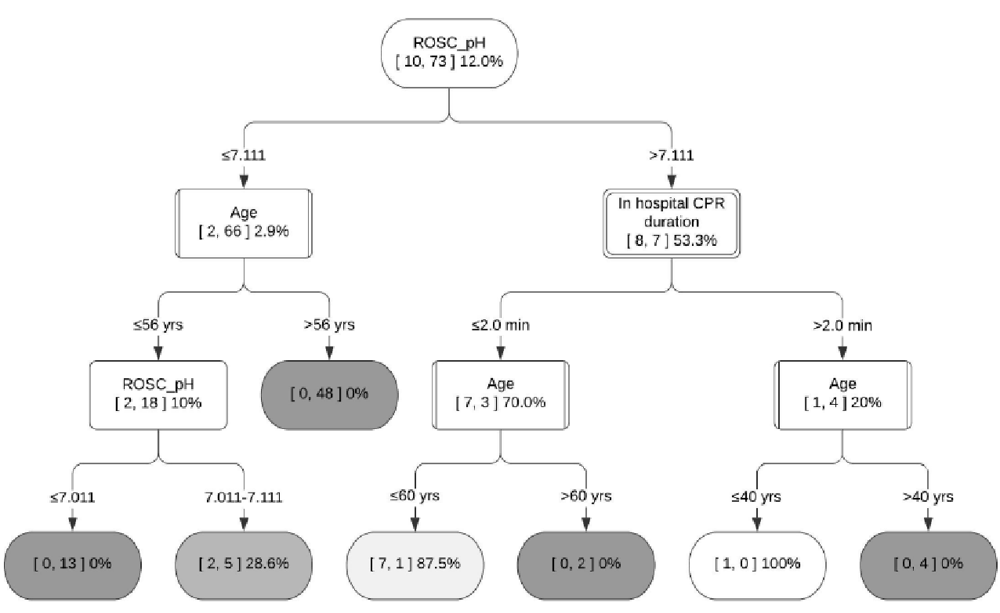 ROSC_pH
[ 10, 73 ] 12.0%
≤7.111
>7.111
Age
[ 2, 66 ] 2.9%
In hospital CPR
duration
[ 8, 7 ] 53.3%
≤56 yrs
>56 yrs
≤2.0 min
>2.0 min
ROSC_pH
[ 2, 18 ] 10%
[ 0, 48 ] 0%
Age
[ 7, 3 ] 70.0%
Age
[ 1, 4 ] 20%
≤7.011
7.011-7.111
≤60 yrs
>60 yrs
≤40 yrs
>40 yrs
[ 0, 13 ] 0%
[ 2, 5 ] 28.6%
[ 7, 1 ] 87.5%
[ 0, 2 ] 0%
[ 1, 0 ] 100%
[ 0, 4 ] 0%